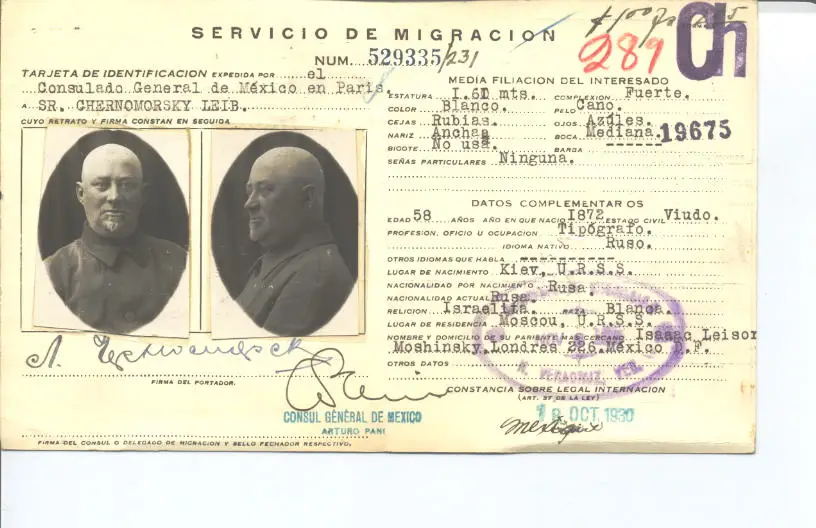 SERVICIO DE MIGRACION
Ch
289
NUM. 529335/231
TARJETA DE IDENTIFICACION EXPEDIDA POR el
Consulado General de México en Paris.
A SR. CHERNOMORSKY LEIB.
CUYO RETRATO Y FIRMA CONSTAN EN SEGUIDA
FIRMA DEL PORTADOR.
CONSUL GENERAL DE MEXICO
ARTURO PANI
FIRMA DEL CONSUL O DELEGADO DE MIGRACION Y SELLO FECHADOR RESPECTIVO.
MEDIA FILIACION DEL INTERESADO
ESTATURA 1.61 mts. COMPLEXION Fuerte.
COLOR Blanco. PELO Cano.
CEJAS Rubias. OJOS Azúles.
NARIZ Ancha. BOCA Mediana.
19675
BIGOTE No usa. BARBA ------
SEÑAS PARTICULARES Ninguna.
DATOS COMPLEMENTARIOS
EDAD 58 AÑOS AÑO EN QUE NACIO 1872 ESTADO CIVIL Viudo.
PROFESION, OFICIO U OCUPACION Tipógrafo.
IDIOMA NATIVO Ruso.
OTROS IDIOMAS QUE HABLA ----------
LUGAR DE NACIMIENTO Kiev, U.R.S.S.
NACIONALIDAD POR NACIMIENTO Rusa.
NACIONALIDAD ACTUAL Rusa.
RELIGION Israelita. RAZA Blanca.
LUGAR DE RESIDENCIA Moscou, U.R.S.S.
NOMBRE Y DOMICILIO DE SU PARIENTE MAS CERCANO Isaaac Leisor
Moshinsky, Londres 226, México D.F.
OTROS DATOS
VERACRUZ, VER.
CONSTANCIA SOBRE LEGAL INTERNACION
(ART. 57 DE LA LEY)
18 OCT. 1930